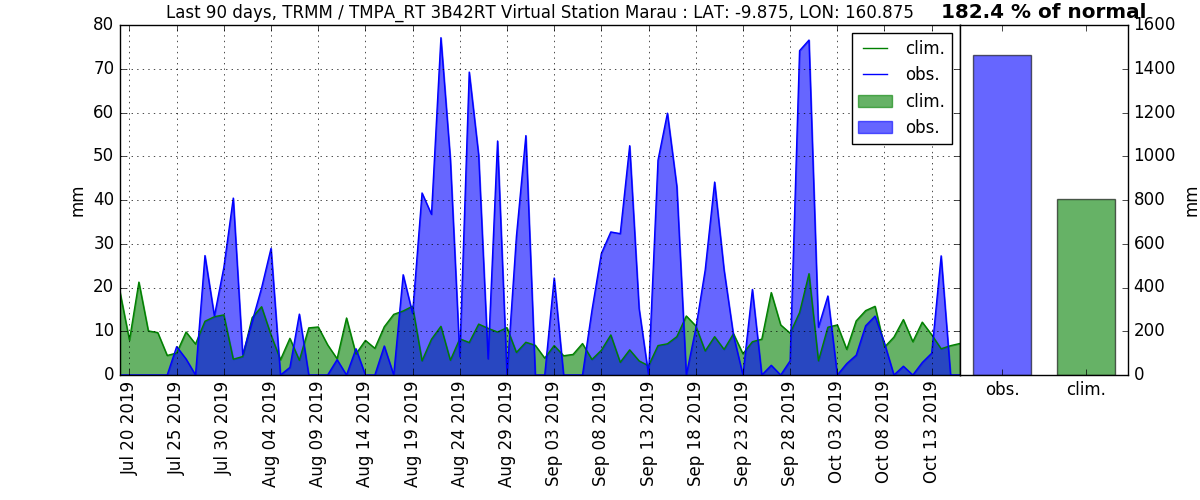 Last 90 days, TRMM / TMPA_RT 3B42RT Virtual Station Marau : LAT: -9.875, LON: 160.875
182.4 % of normal
80
70
60
50
40
30
20
10
0
mm
clim.
obs.
clim.
obs.
1600
1400
1200
1000
800
600
400
200
0
mm
obs.
clim.
Jul 20 2019
Jul 25 2019
Jul 30 2019
Aug 04 2019
Aug 09 2019
Aug 14 2019
Aug 19 2019
Aug 24 2019
Aug 29 2019
Sep 03 2019
Sep 08 2019
Sep 13 2019
Sep 18 2019
Sep 23 2019
Sep 28 2019
Oct 03 2019
Oct 08 2019
Oct 13 2019